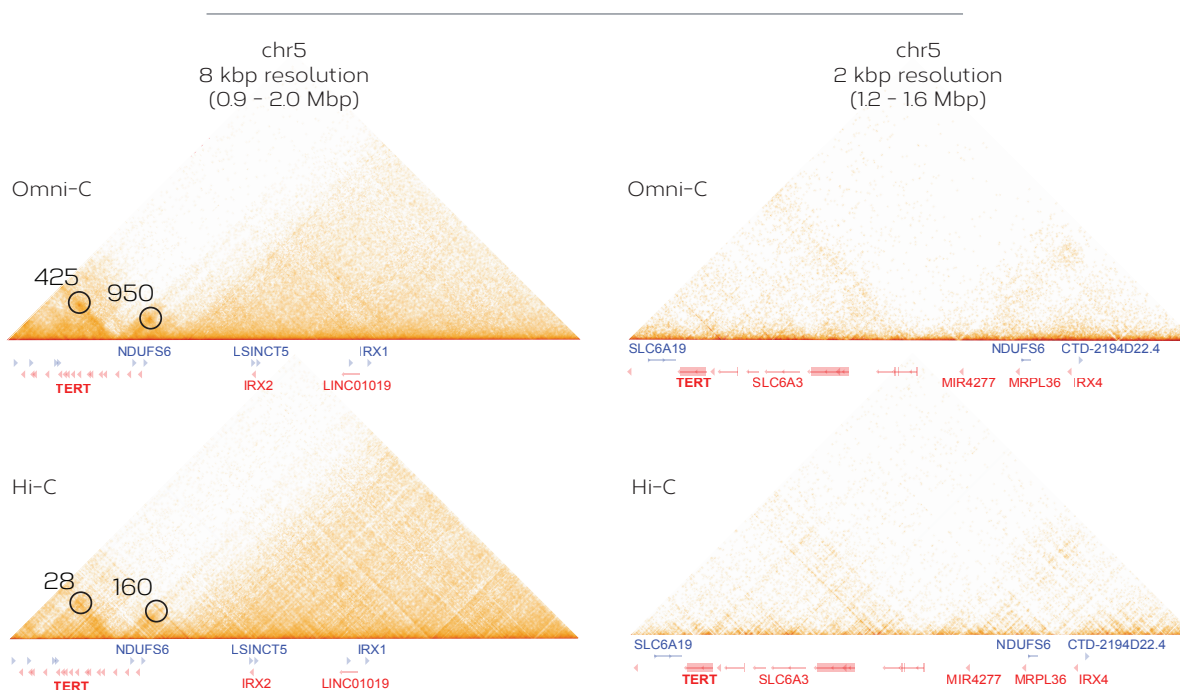 chr5
8 kbp resolution
(0.9 - 2.0 Mbp)
chr5
2 kbp resolution
(1.2 - 1.6 Mbp)
Omni-C
425
950
NDUFS6
LSINCT5
IRX1
TERT
IRX2
LINC01019
Omni-C
SLC6A19
NDUFS6
CTD-2194D22.4
TERT
SLC6A3
MIR4277
MRPL36
IRX4
Hi-C
28
160
NDUFS6
LSINCT5
IRX1
TERT
IRX2
LINC01019
Hi-C
SLC6A19
NDUFS6
CTD-2194D22.4
TERT
SLC6A3
MIR4277
MRPL36
IRX4